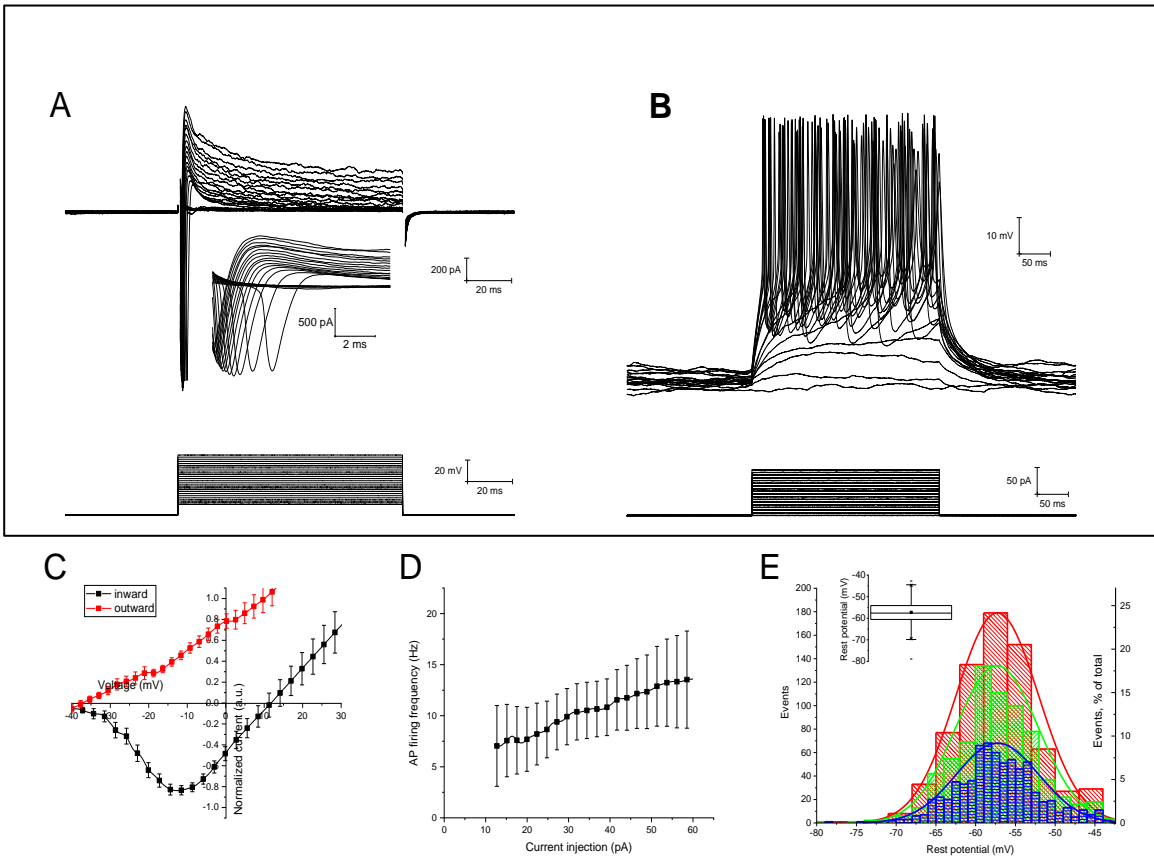 A
200 pA
20 ms
500 pA
2 ms
20 mV
20 ms
B
10 mV
50 ms
50 pA
50 ms
C
inward
outward
1.0
0.8
0.6
0.4
0.2
0.0
-0.2
-0.4
-0.6
-0.8
-1.0
Voltage (mV)
-40 -30 -20 -10 0 10 20 30
Normalized current (a.u.)
D
AP firing frequency (Hz)
20
15
10
5
0
0 10 20 30 40 50 60
Current injection (pA)
E
Events
200
180
160
140
120
100
80
60
40
20
0
Rest potential (mV)
-40
-50
-60
-70
-80
25
20
15
10
5
0
Events, % of total
-80 -75 -70 -65 -60 -55 -50 -45
Rest potential (mV)